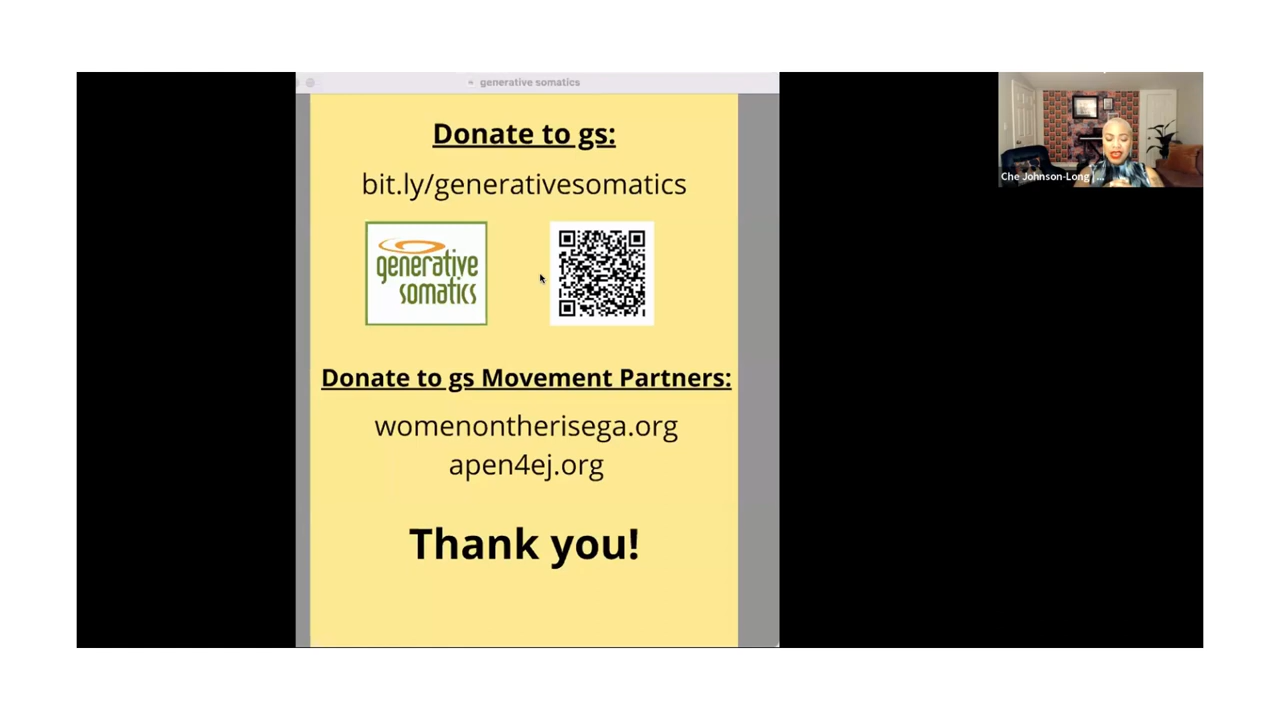 generative somatics
Donate to gs:
bit.ly/generativesomatics
generative
somatics
Donate to gs Movement Partners:
womenontherisega.org
apen4ej.org
Thank you!
Che Johnson-Long | ...